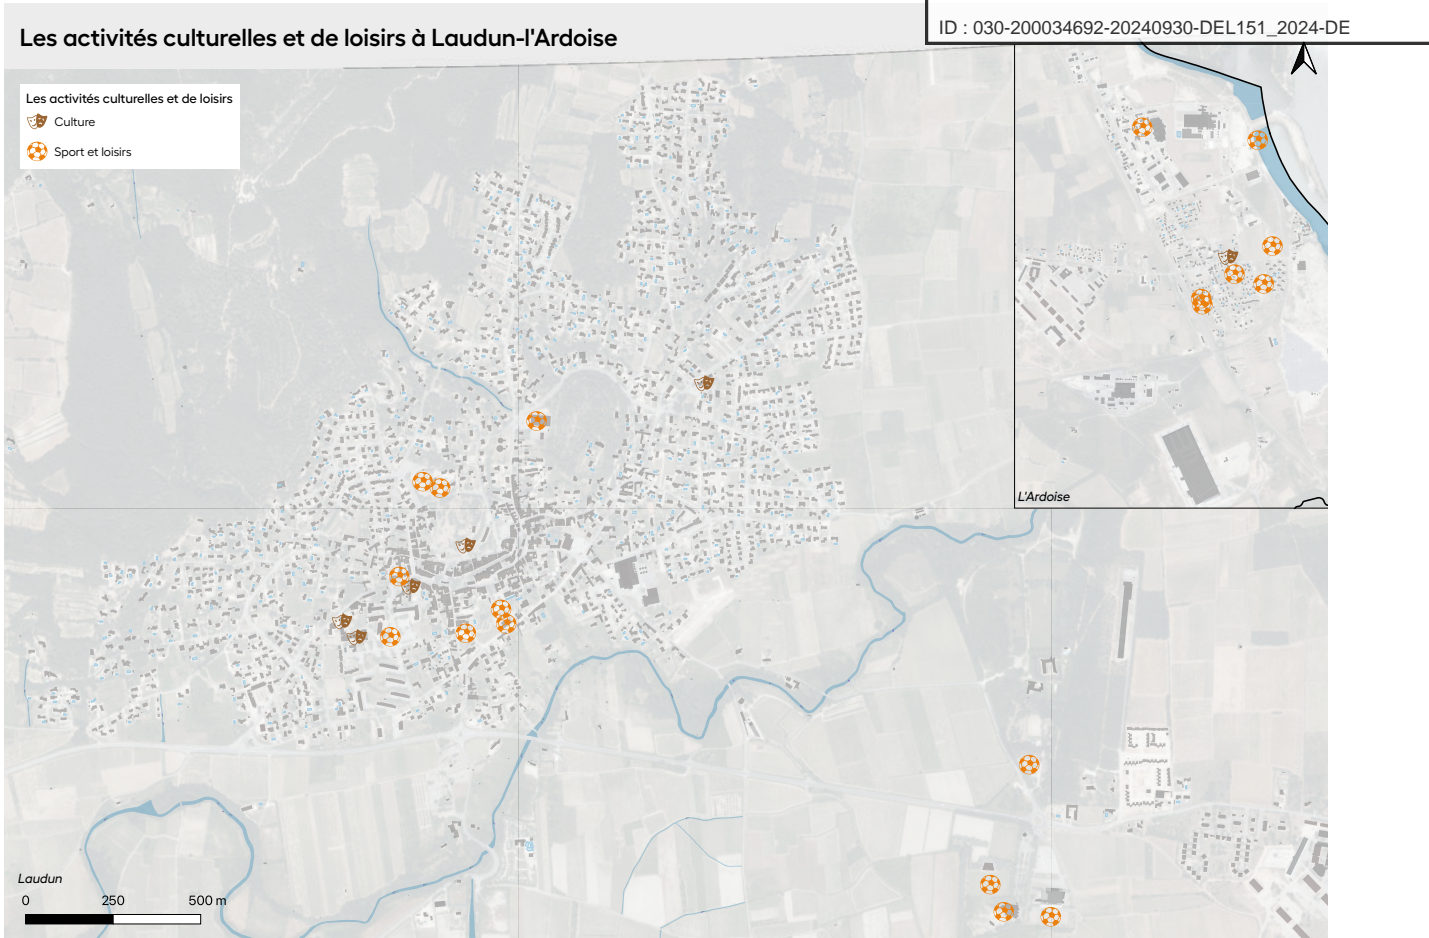 ID : 030-200034692-20240930-DEL151_2024-DE
Les activités culturelles et de loisirs à Laudun-l'Ardoise
Les activités culturelles et de loisirs
Culture
Sport et loisirs
L'Ardoise
Laudun
0 250 500 m